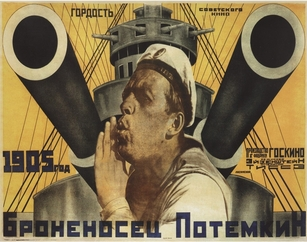 ГОРДОСТЬ
СОВЕТСКОГО
КИНО
1905 ГОД
ГОСКИНО
БРОНЕНОСЕЦ ПОТЕМКИН